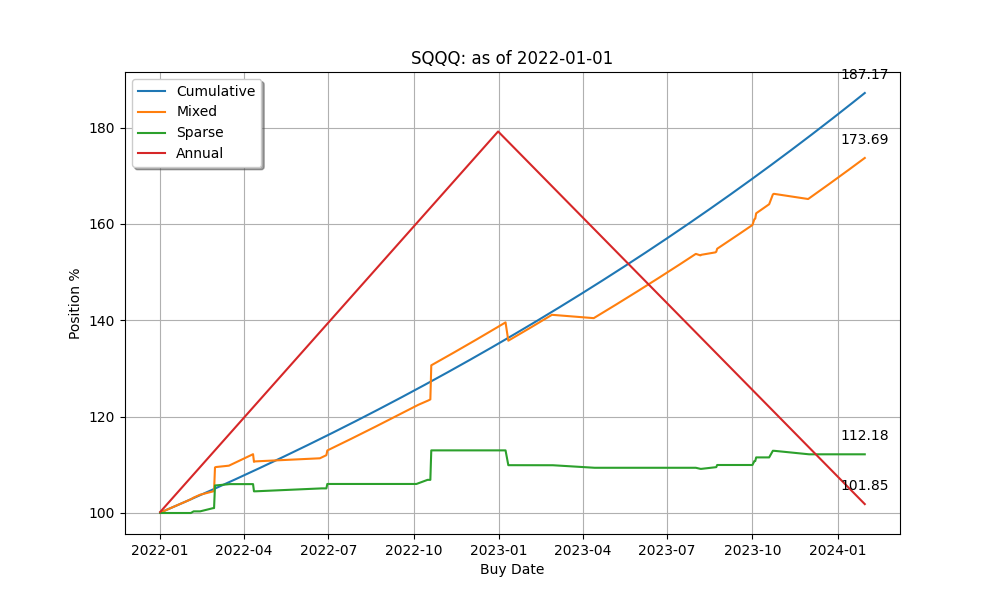 SQQQ: as of 2022-01-01
187.17
Cumulative
Mixed
Sparse
Annual
173.69
112.18
101.85
180
160
140
120
100
Position %
2022-01 2022-04 2022-07 2022-10 2023-01 2023-04 2023-07 2023-10 2024-01
Buy Date